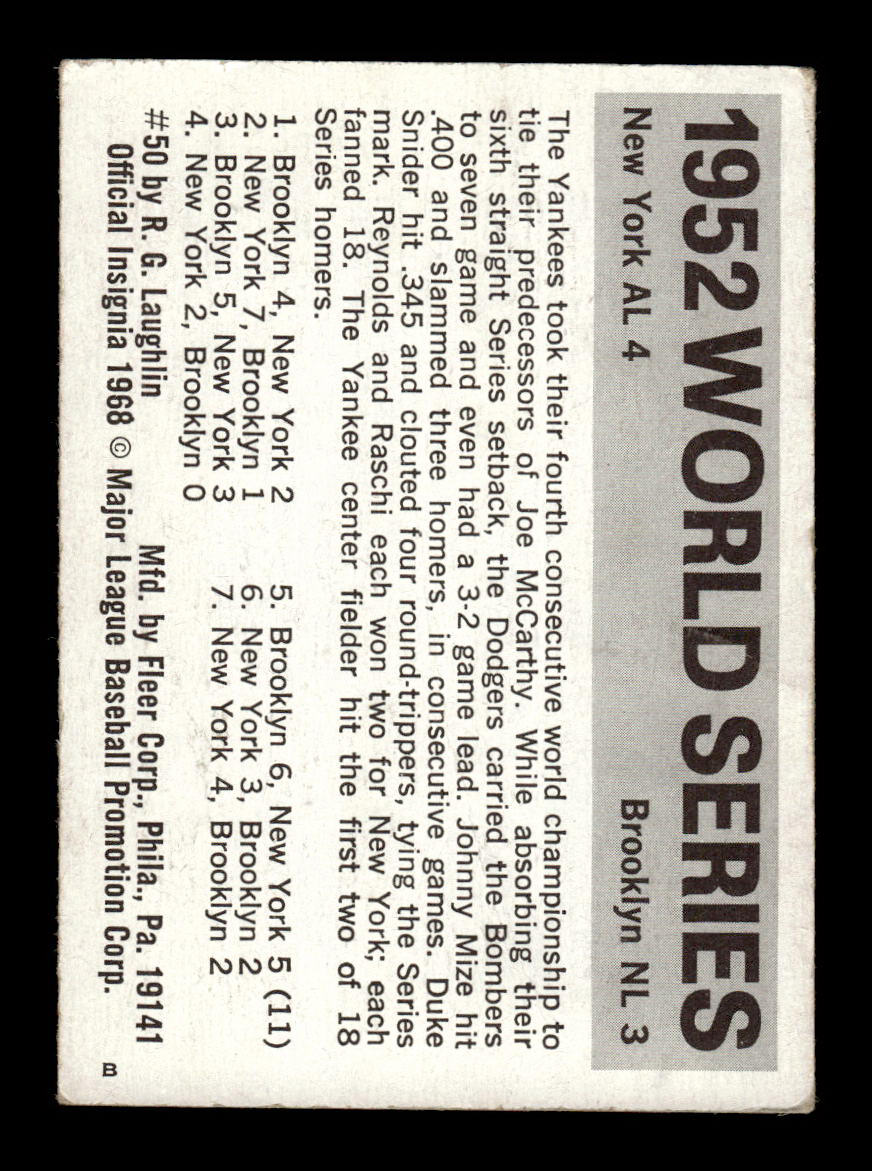 1952 WORLD SERIES
New York AL 4 Brooklyn NL 3
The Yankees took their fourth consecutive world championship to
tie their predecessors of Joe McCarthy. While absorbing their
sixth straight Series setback, the Dodgers carried the Bombers
to seven game and even had a 3-2 game lead. Johnny Mize hit
.400 and slammed three homers, in consecutive games. Duke
Snider hit .345 and clouted four round-trippers, tying the Series
mark. Reynolds and Raschi each won two for New York; each
fanned 18. The Yankee center fielder hit the first two of 18
Series homers.
1. Brooklyn 4, New York 2 5. Brooklyn 6, New York 5 (11)
2. New York 7, Brooklyn 1 6. New York 3, Brooklyn 2
3. Brooklyn 5, New York 3 7. New York 4, Brooklyn 2
4. New York 2, Brooklyn 0
#50 by R. G. Laughlin Mfd. by Fleer Corp., Phila., Pa. 19141
Official Insignia 1968 © Major League Baseball Promotion Corp.
B